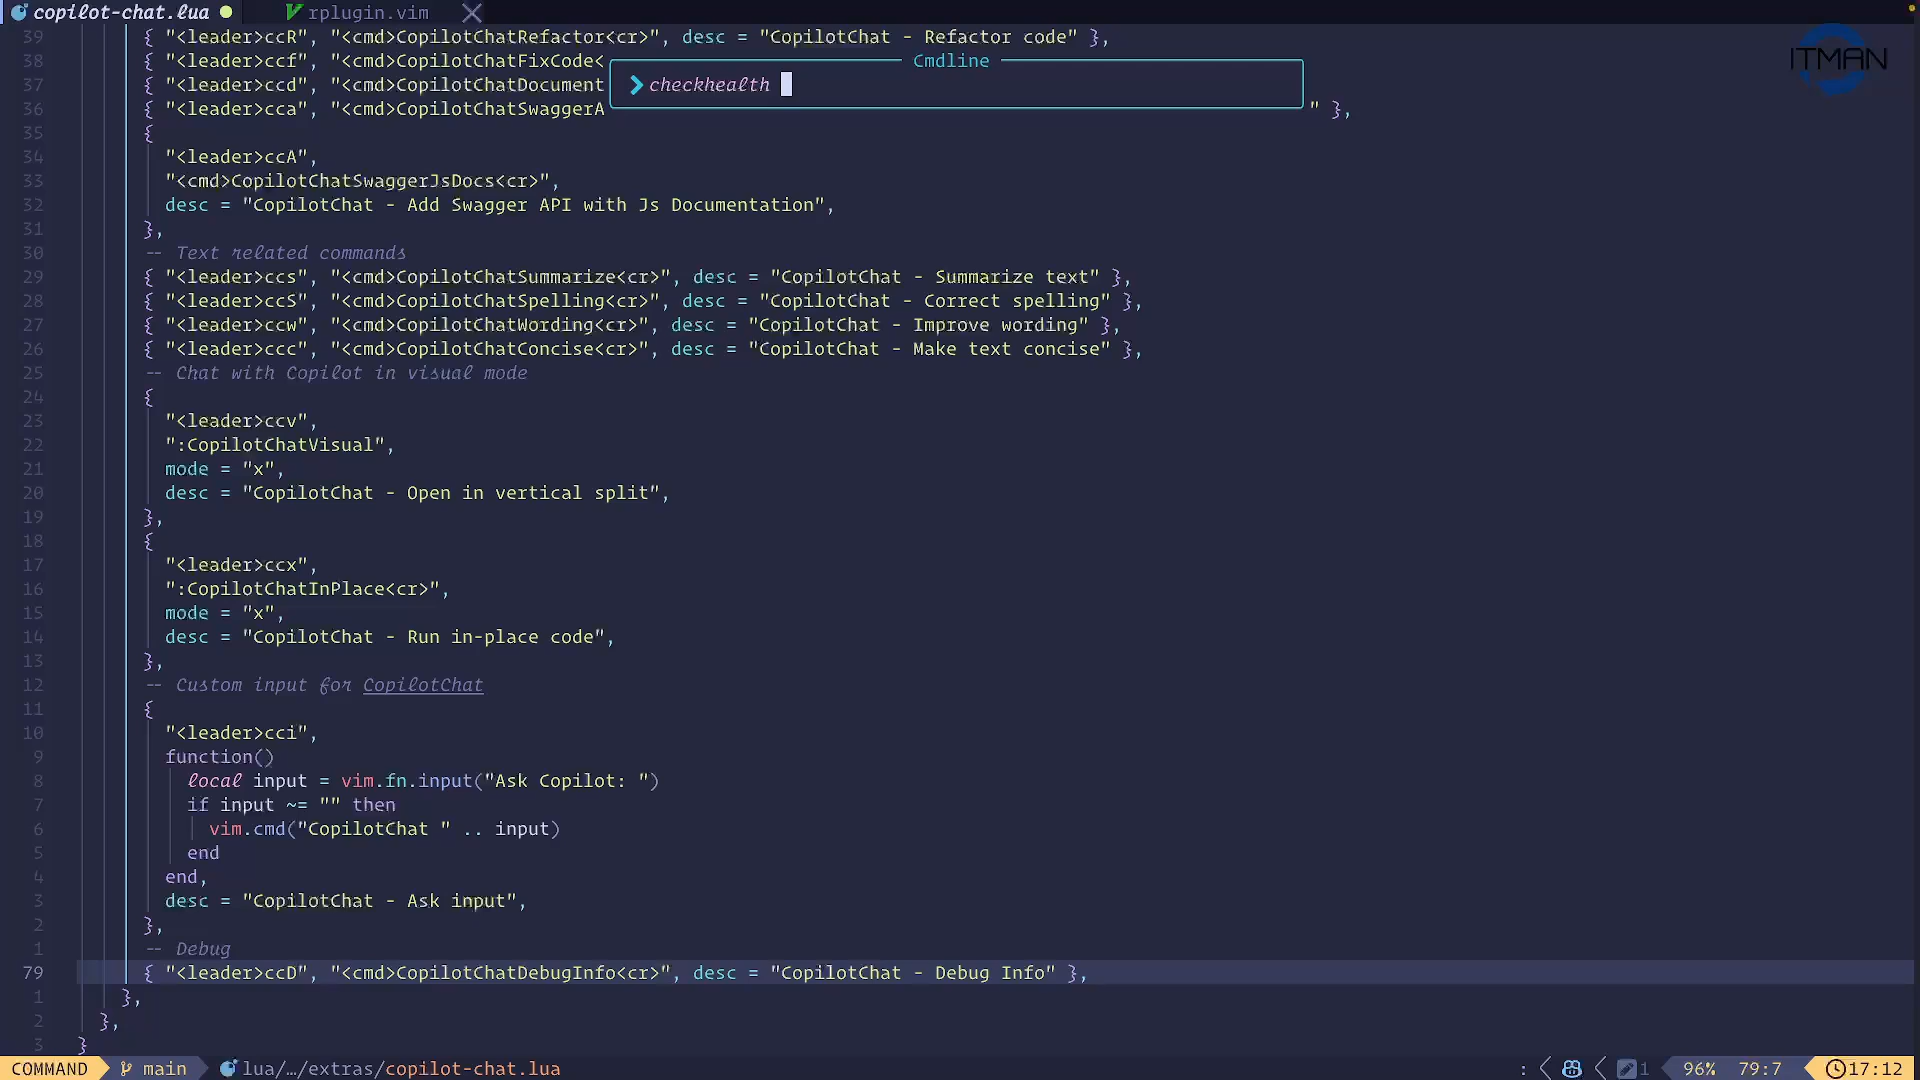 copilot-chat.lua rplugin.vim
39 { "<leader>ccR", "<cmd>CopilotChatRefactor<cr>", desc = "CopilotChat - Refactor code" },
38 { "<leader>ccf", "<cmd>CopilotChatFixCode<
Cmdline
37 { "<leader>ccd", "<cmd>CopilotChatDocument
checkhealth
36 { "<leader>cca", "<cmd>CopilotChatSwaggerA " },
ITMAN
35 {
34 "<leader>ccA",
33 "<cmd>CopilotChatSwaggerJsDocs<cr>",
32 desc = "CopilotChat - Add Swagger API with Js Documentation",
31 },
30 -- Text related commands
29 { "<leader>ccs", "<cmd>CopilotChatSummarize<cr>", desc = "CopilotChat - Summarize text" },
28 { "<leader>ccS", "<cmd>CopilotChatSpelling<cr>", desc = "CopilotChat - Correct spelling" },
27 { "<leader>ccw", "<cmd>CopilotChatWording<cr>", desc = "CopilotChat - Improve wording" },
26 { "<leader>ccc", "<cmd>CopilotChatConcise<cr>", desc = "CopilotChat - Make text concise" },
25 -- Chat with Copilot in visual mode
24 {
23 "<leader>ccv",
22 ":CopilotChatVisual",
21 mode = "x",
20 desc = "CopilotChat - Open in vertical split",
19 },
18 {
17 "<leader>ccx",
16 ":CopilotChatInPlace<cr>",
15 mode = "x",
14 desc = "CopilotChat - Run in-place code",
13 },
12 -- Custom input for CopilotChat
11 {
10 "<leader>cci",
9 function()
8 local input = vim.fn.input("Ask Copilot: ")
7 if input ~= "" then
6 vim.cmd("CopilotChat " .. input)
5 end
4 end,
3 desc = "CopilotChat - Ask input",
2 },
1 -- Debug
79 { "<leader>ccD", "<cmd>CopilotChatDebugInfo<cr>", desc = "CopilotChat - Debug Info" },
1 },
2 },
3 }
COMMAND main lua/…/extras/copilot-chat.lua : 1 96% 79:7 17:12